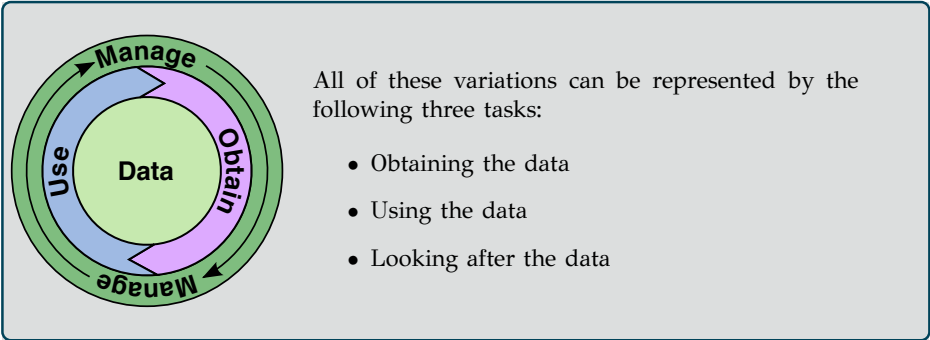 Manage
Use
Data
Obtain
Manage
All of these variations can be represented by the
following three tasks:
• Obtaining the data
• Using the data
• Looking after the data